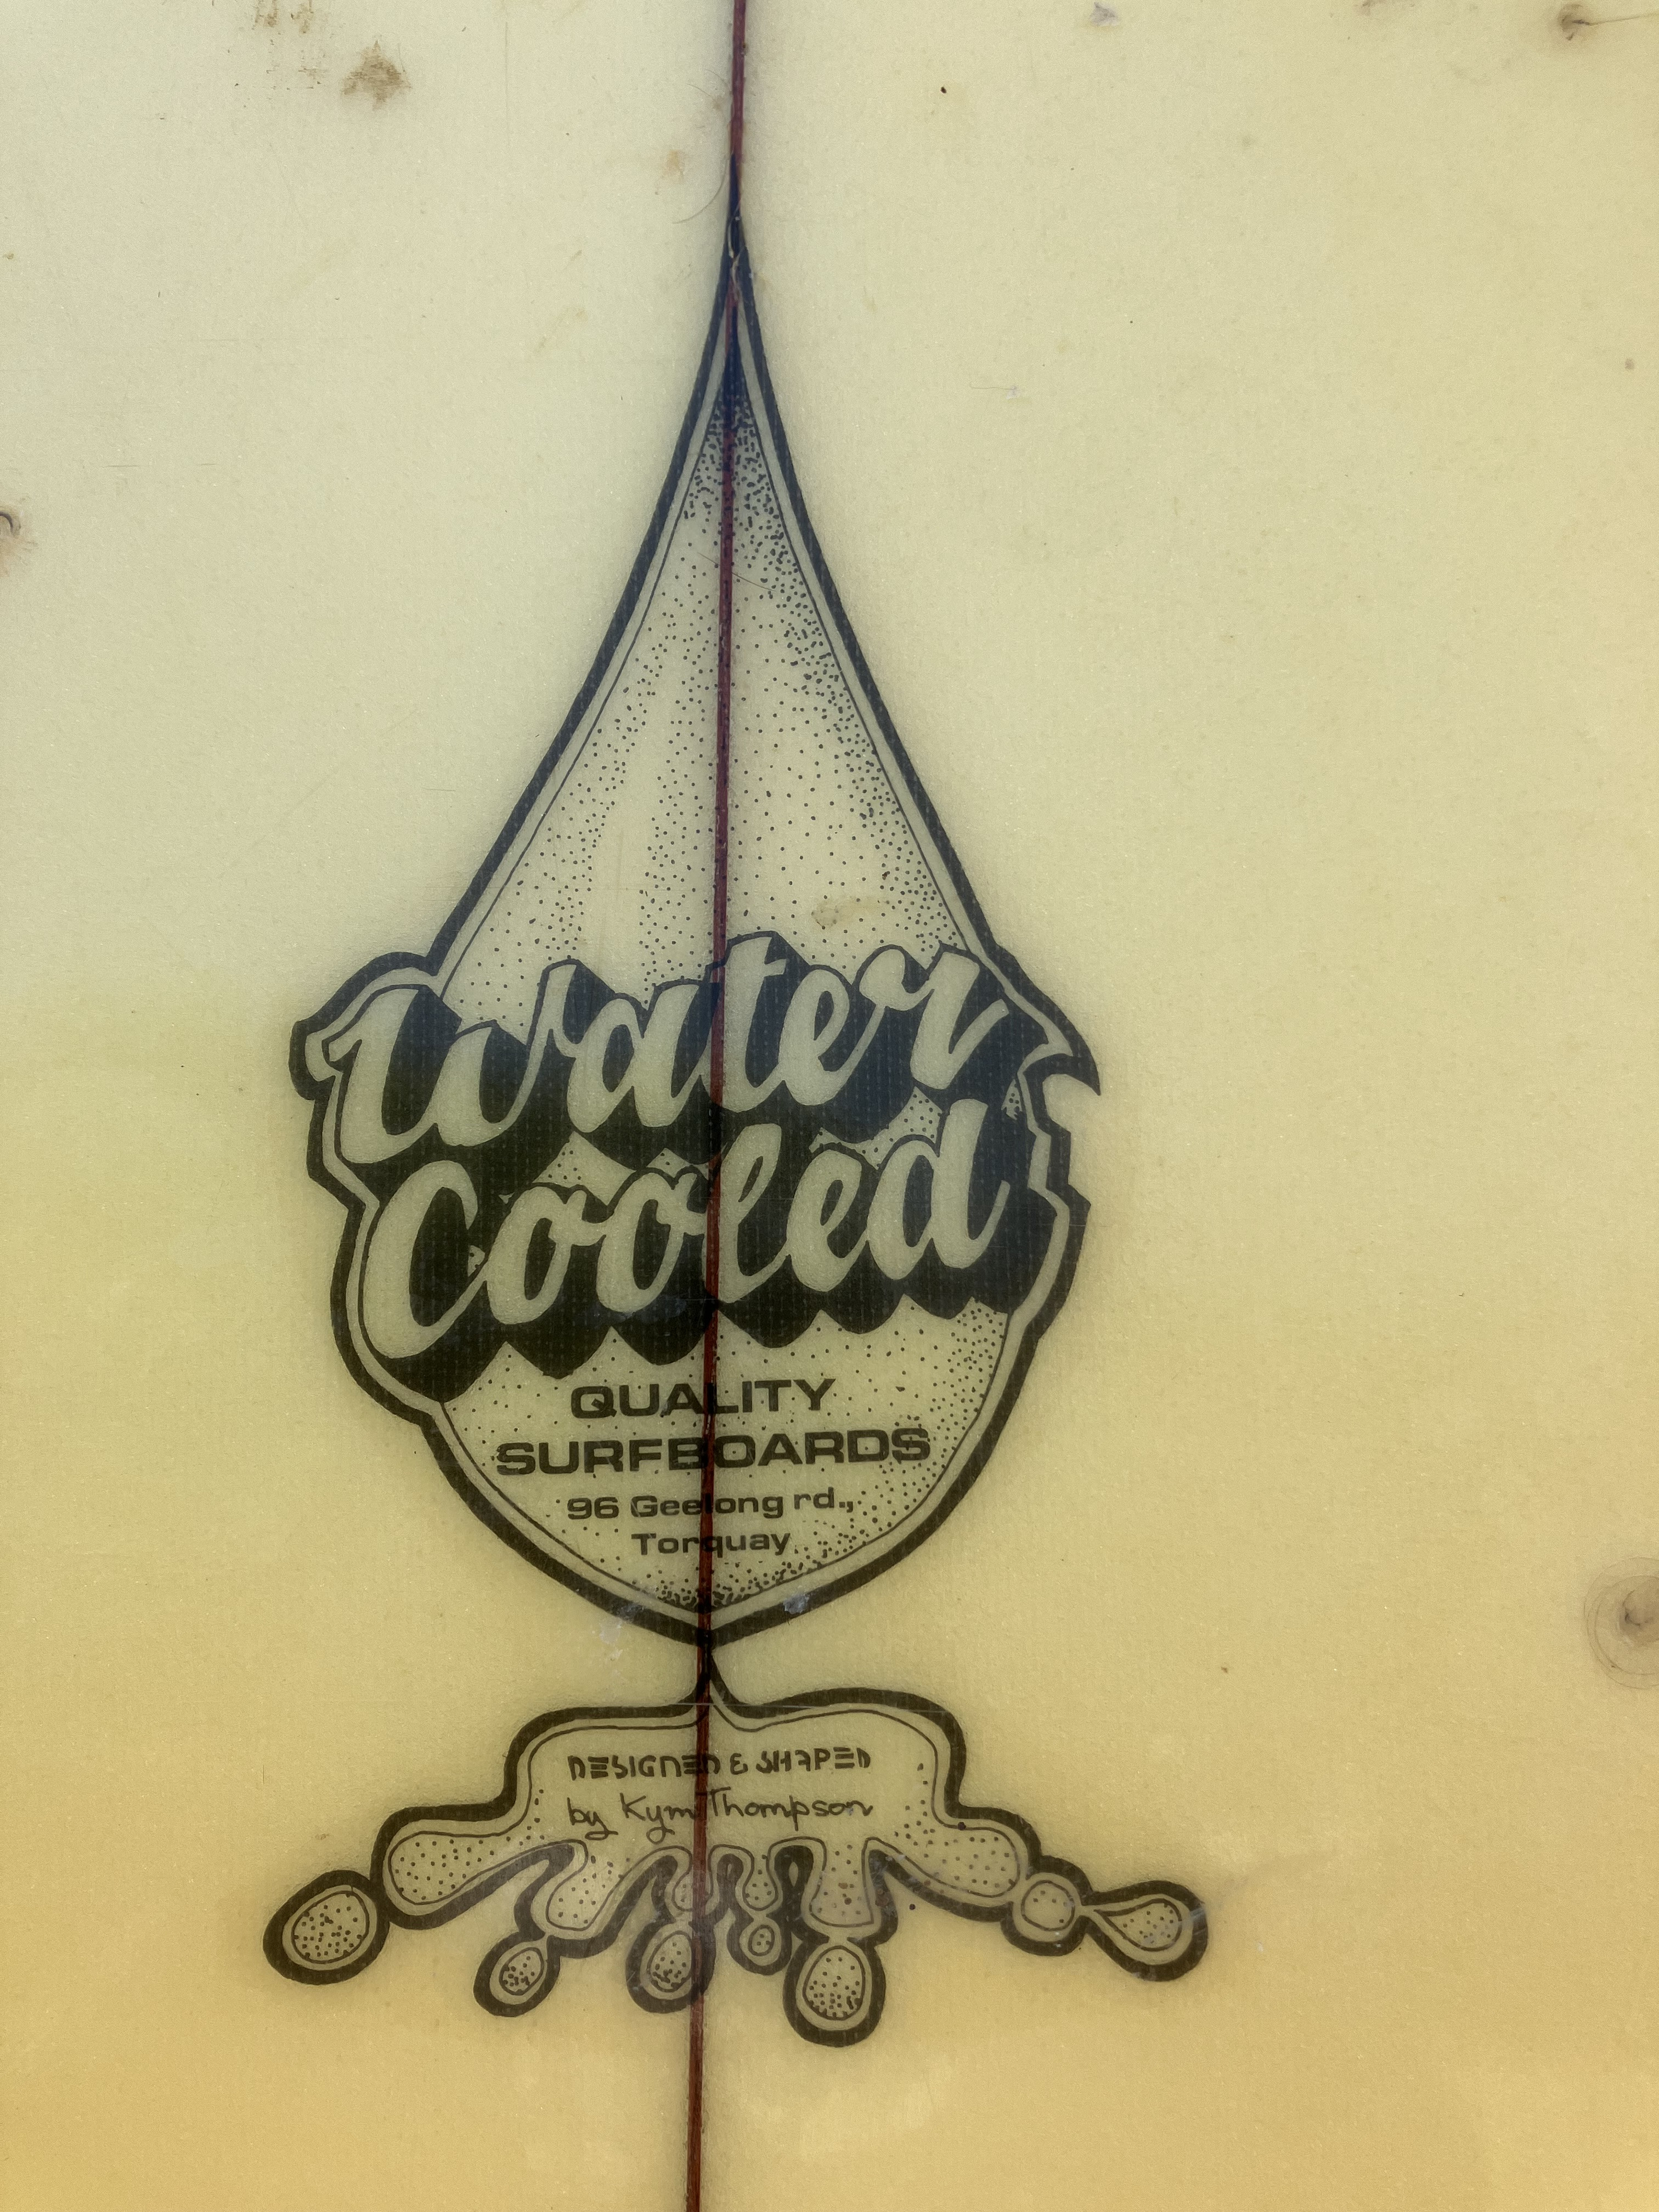 Water
Cooled
QUALITY
SURFBOARDS
96 Geelong rd.,
Torquay
DESIGNED & SHAPED
by Kym Thompson